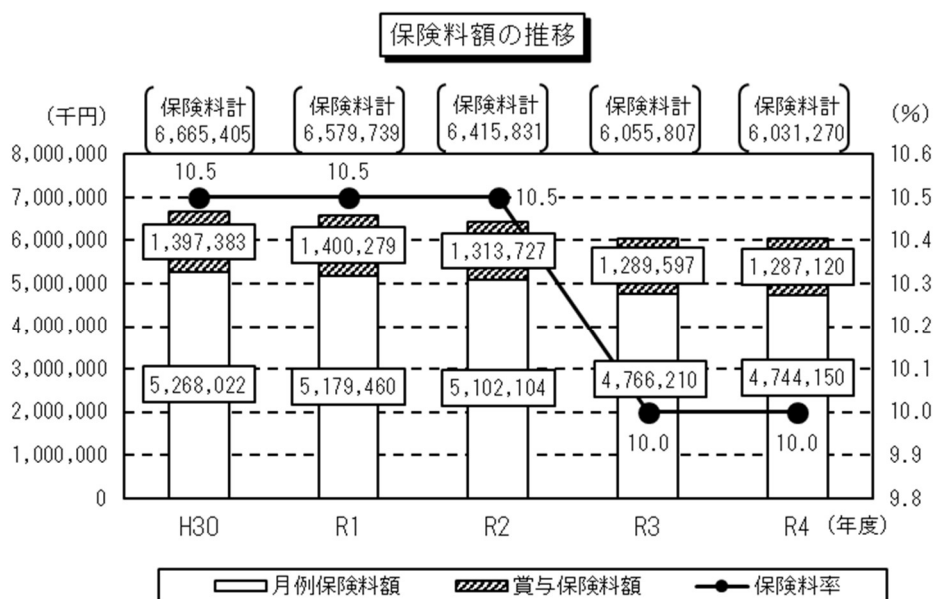 保険料額の推移
(千円)
保険料計
6,665,405
保険料計
6,579,739
保険料計
6,415,831
保険料計
6,055,807
保険料計
6,031,270
(%)
8,000,000
7,000,000
6,000,000
5,000,000
4,000,000
3,000,000
2,000,000
1,000,000
0
10.5
10.5
10.5
10.0
10.0
1,397,383
1,400,279
1,313,727
1,289,597
1,287,120
5,268,022
5,179,460
5,102,104
4,766,210
4,744,150
10.6
10.5
10.4
10.3
10.2
10.1
10.0
9.9
9.8
H30
R1
R2
R3
R4
(年度)
月例保険料額
賞与保険料額
保険料率